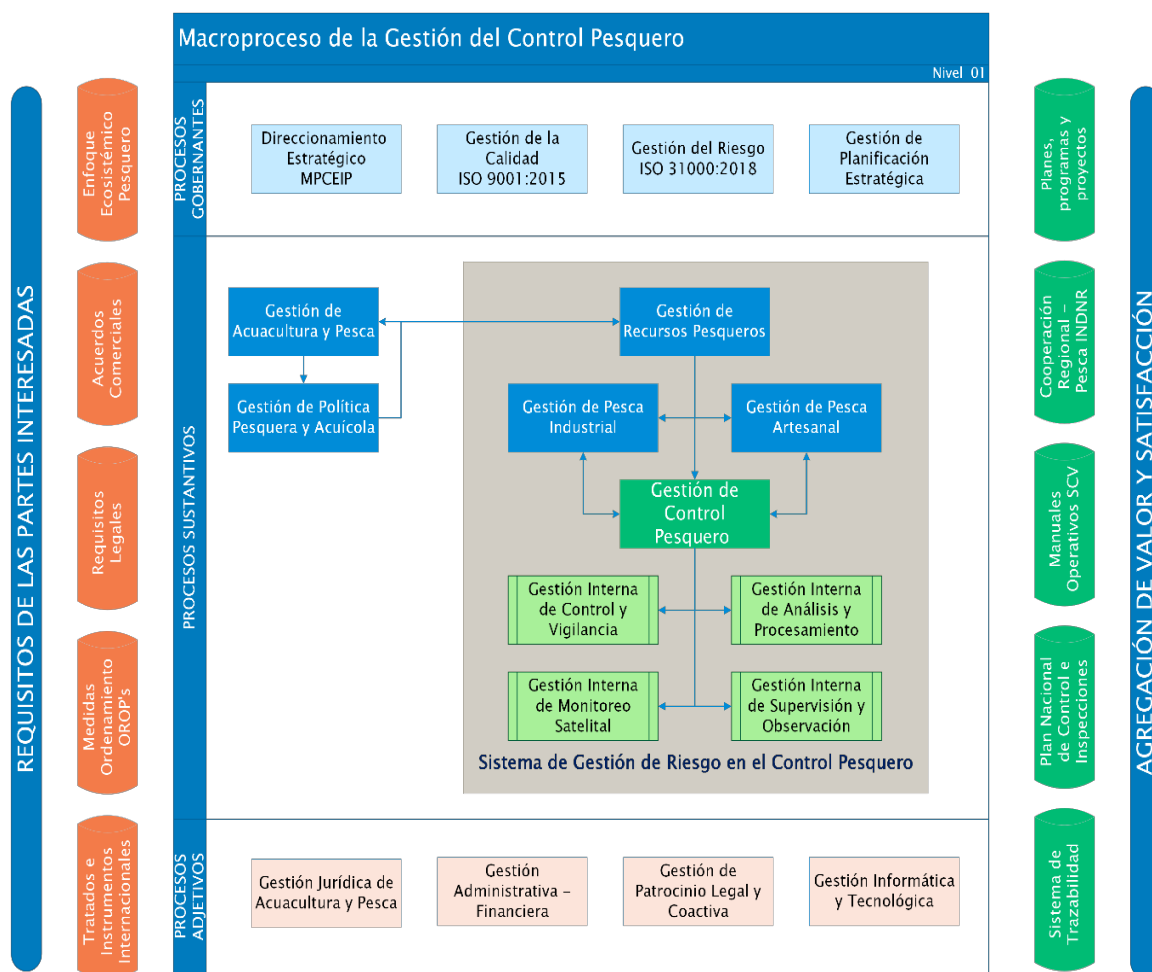 Macroproceso de la Gestión del Control Pesquero
Nivel 01
REQUISITOS DE LAS PARTES INTERESADAS
Enfoque
Ecosistémico
Pesquero
Acuerdos
Comerciales
Requisitos
Legales
Medidas
Ordenamiento
OROP's
Tratados e
Instrumentos
Internacionales
PROCESOS
GOBERNANTES
Direccionamiento
Estratégico
MPCEIP
Gestión de la
Calidad
ISO 9001:2015
Gestión del Riesgo
ISO 31000:2018
Gestión de
Planificación
Estratégica
PROCESOS SUSTANTIVOS
Gestión de
Acuacultura y Pesca
Gestión de Política
Pesquera y Acuícola
Gestión de
Recursos Pesqueros
Gestión de Pesca
Industrial
Gestión de Pesca
Artesanal
Gestión de
Control
Pesquero
Gestión Interna
de Control y
Vigilancia
Gestión Interna
de Análisis y
Procesamiento
Gestión Interna
de Monitoreo
Satelital
Gestión Interna
de Supervisión y
Observación
Sistema de Gestión de Riesgo en el Control Pesquero
PROCESOS
ADJETIVOS
Gestión Jurídica de
Acuacultura y Pesca
Gestión
Administrativa –
Financiera
Gestión de
Patrocinio Legal y
Coactiva
Gestión Informática
y Tecnológica
Planes,
programas y
proyectos
Cooperación
Regional –
Pesca INDNR
Manuales
Operativos SCV
Plan Nacional
de Control e
Inspecciones
Sistema de
Trazabilidad
AGREGACIÓN DE VALOR Y SATISFACCIÓN